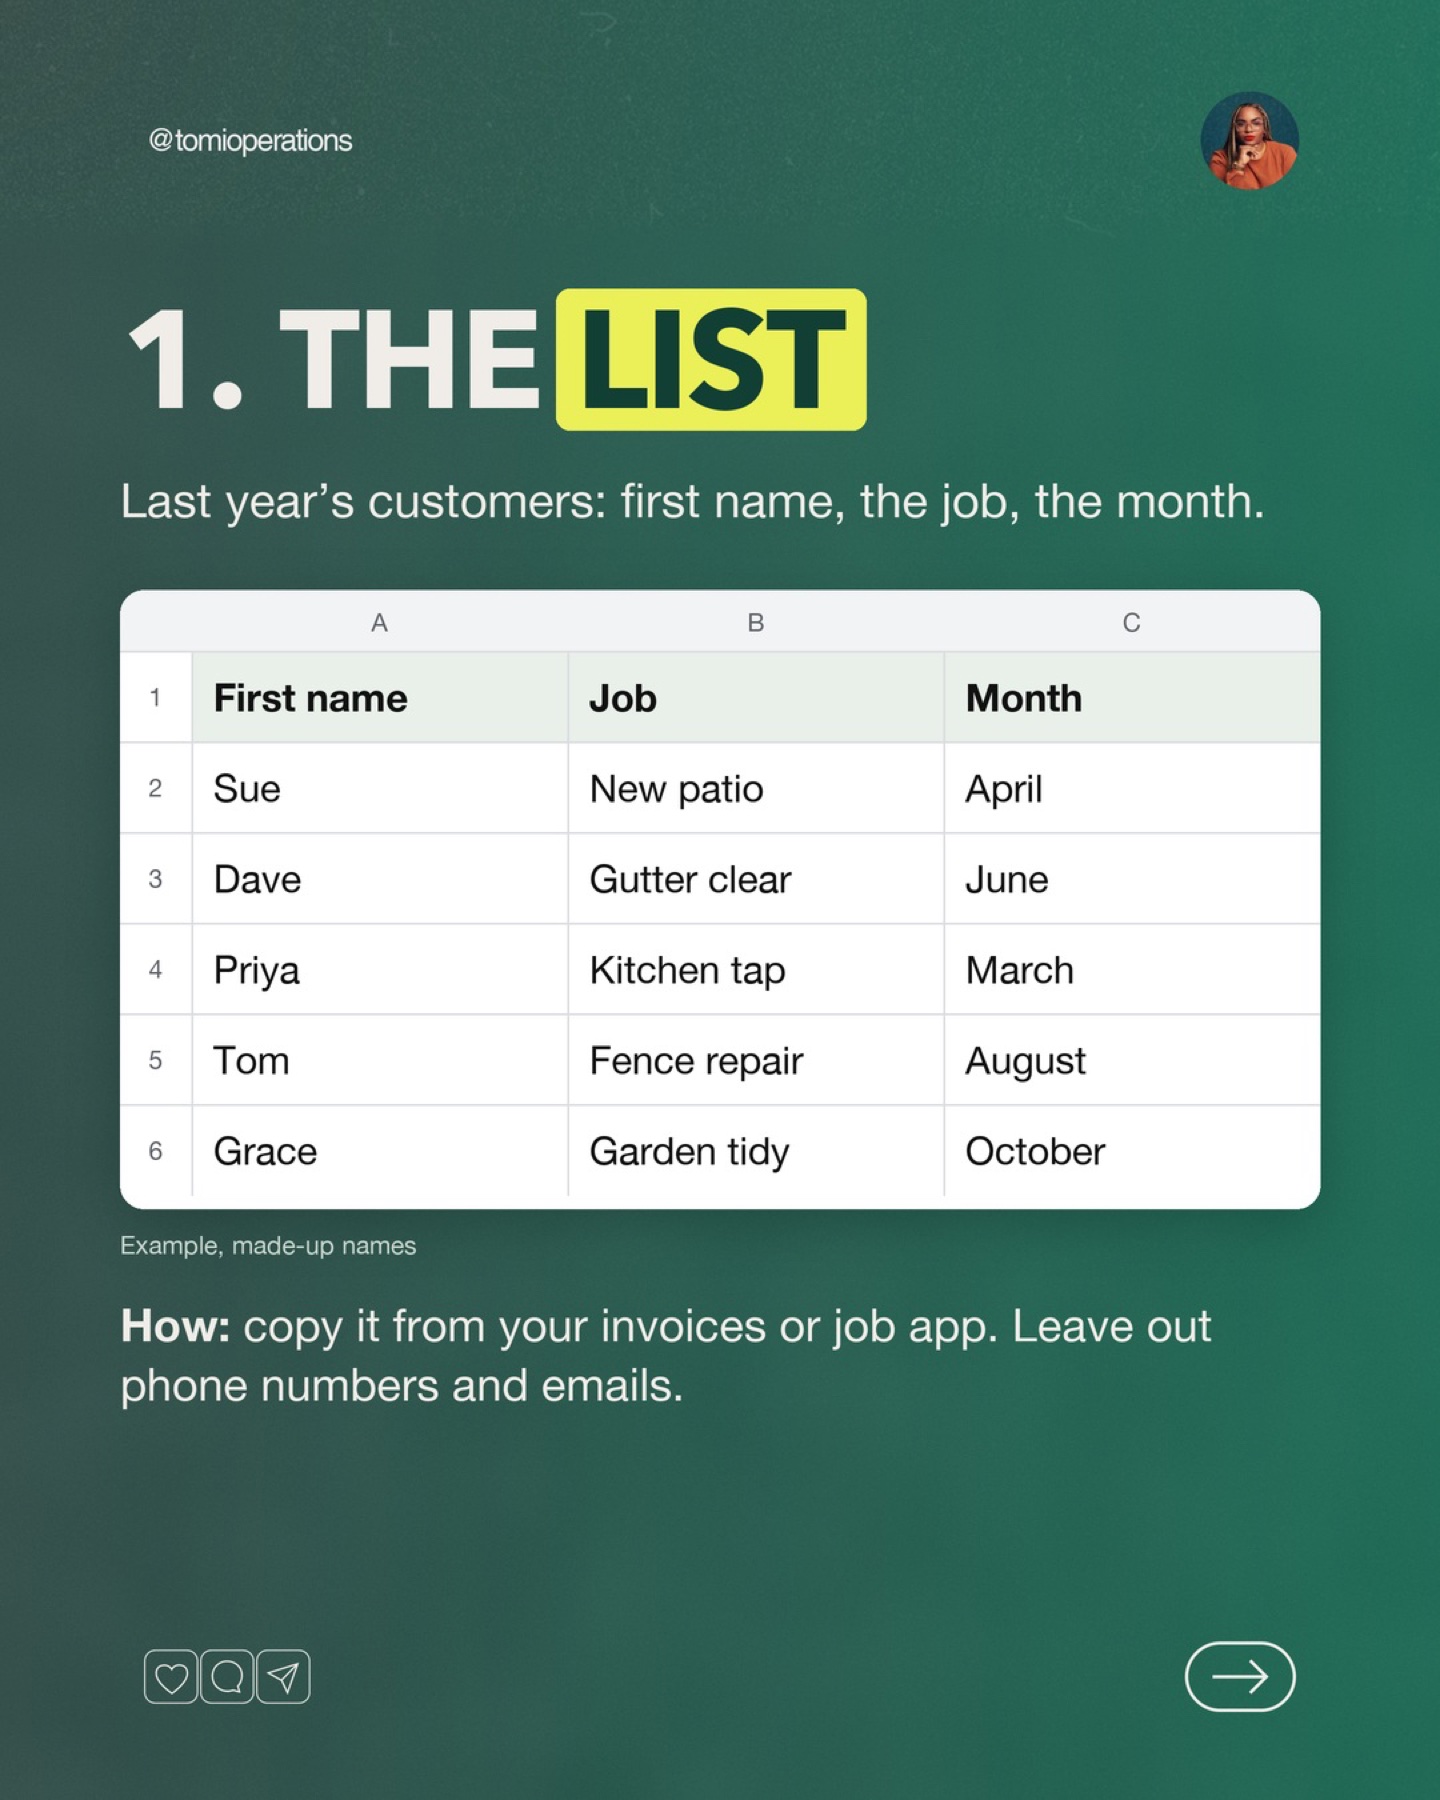 @tomioperations
1. THE LIST
Last year’s customers: first name, the job, the month.
A B C
1 First name Job Month
2 Sue New patio April
3 Dave Gutter clear June
4 Priya Kitchen tap March
5 Tom Fence repair August
6 Grace Garden tidy October
Example, made-up names
How: copy it from your invoices or job app. Leave out
phone numbers and emails.